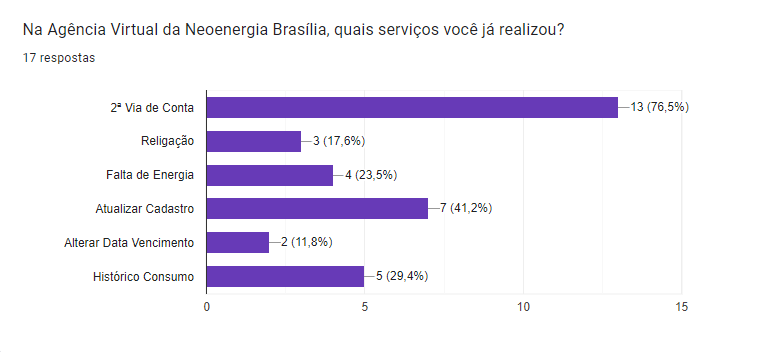 Na Agência Virtual da Neoenergia Brasília, quais serviços você já realizou?
17 respostas
2ª Via de Conta 13 (76,5%)
Religação 3 (17,6%)
Falta de Energia 4 (23,5%)
Atualizar Cadastro 7 (41,2%)
Alterar Data Vencimento 2 (11,8%)
Histórico Consumo 5 (29,4%)
0 5 10 15